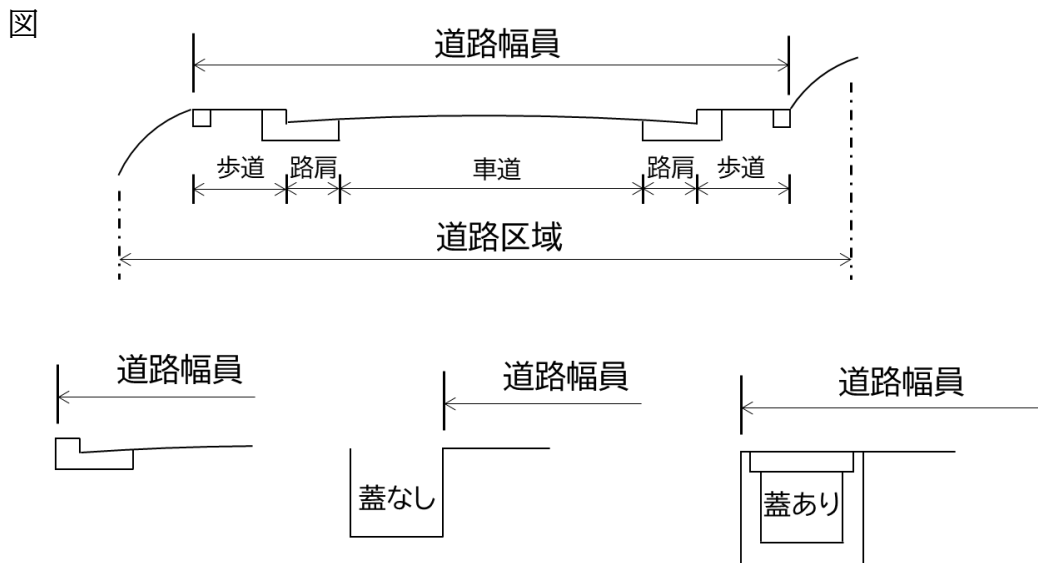 図
道路幅員
歩道 路肩 車道 路肩 歩道
道路区域
道路幅員 道路幅員 道路幅員
蓋なし 蓋あり